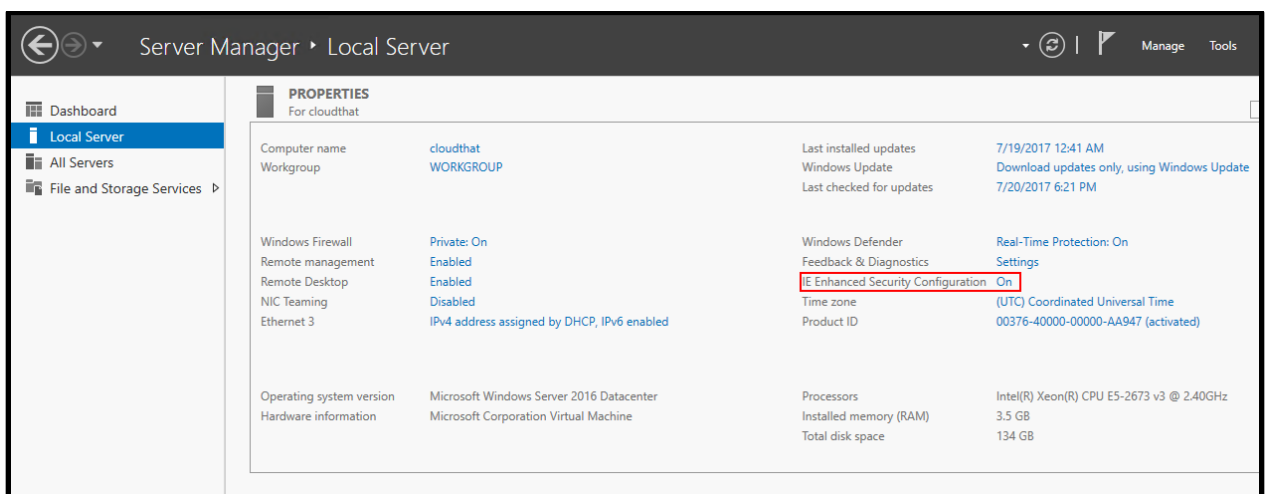 Server Manager ‣ Local Server
Manage Tools
Dashboard
Local Server
All Servers
File and Storage Services
PROPERTIES
For cloudthat
Computer name cloudthat
Workgroup WORKGROUP
Last installed updates 7/19/2017 12:41 AM
Windows Update Download updates only, using Windows Update
Last checked for updates 7/20/2017 6:21 PM
Windows Firewall Private: On
Remote management Enabled
Remote Desktop Enabled
NIC Teaming Disabled
Ethernet 3 IPv4 address assigned by DHCP, IPv6 enabled
Windows Defender Real-Time Protection: On
Feedback & Diagnostics Settings
IE Enhanced Security Configuration On
Time zone (UTC) Coordinated Universal Time
Product ID 00376-40000-00000-AA947 (activated)
Operating system version Microsoft Windows Server 2016 Datacenter
Hardware information Microsoft Corporation Virtual Machine
Processors Intel(R) Xeon(R) CPU E5-2673 v3 @ 2.40GHz
Installed memory (RAM) 3.5 GB
Total disk space 134 GB